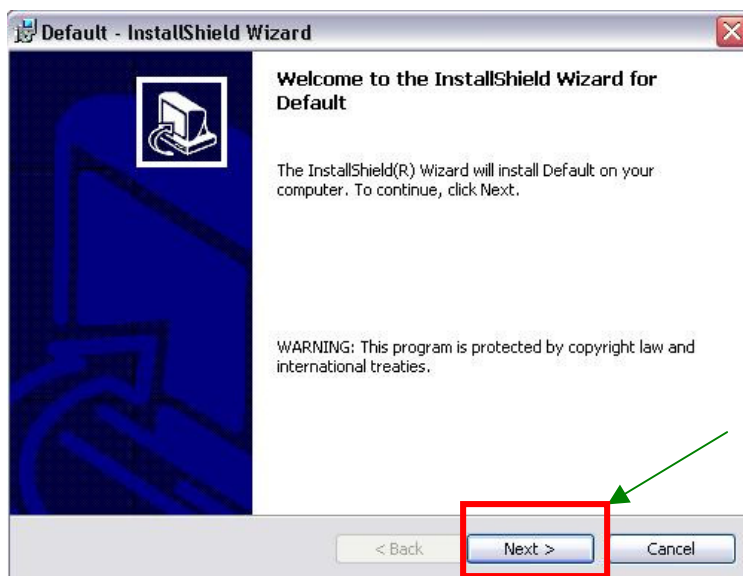 Default - InstallShield Wizard
Welcome to the InstallShield Wizard for
Default
The InstallShield(R) Wizard will install Default on your
computer. To continue, click Next.
WARNING: This program is protected by copyright law and
international treaties.
< Back
Next >
Cancel